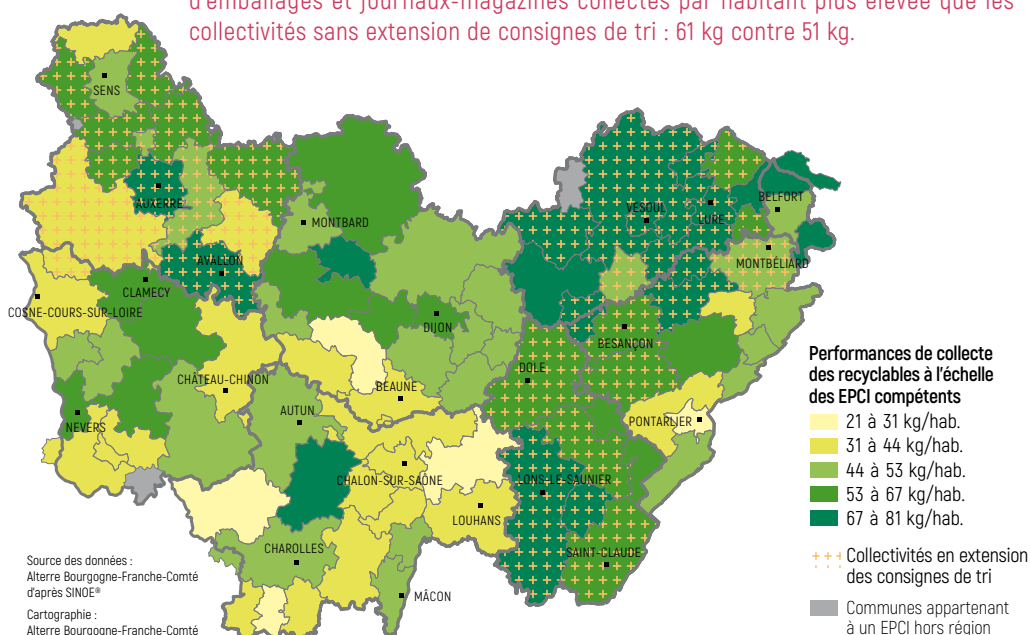 d'emballages et journaux-magazines collectés par habitant plus élevée que les
collectivités sans extension de consignes de tri : 61 kg contre 51 kg.
SENS
AUXERRE
MONTBARD
AVALLON
CLAMECY
COSNE-COURS-SUR-LOIRE
VESOUL
LURE
BELFORT
MONTBÉLIARD
DIJON
BESANÇON
DOLE
CHÂTEAU-CHINON
BEAUNE
AUTUN
NEVERS
PONTARLIER
CHALON-SUR-SAÔNE
LONS-LE-SAUNIER
LOUHANS
CHAROLLES
SAINT-CLAUDE
MÂCON
Performances de collecte
des recyclables à l'échelle
des EPCI compétents
21 à 31 kg/hab.
31 à 44 kg/hab.
44 à 53 kg/hab.
53 à 67 kg/hab.
67 à 81 kg/hab.
Collectivités en extension
des consignes de tri
Communes appartenant
à un EPCI hors région
Source des données :
Alterre Bourgogne-Franche-Comté
d'après SINOE®
Cartographie :
Alterre Bourgogne-Franche-Comté